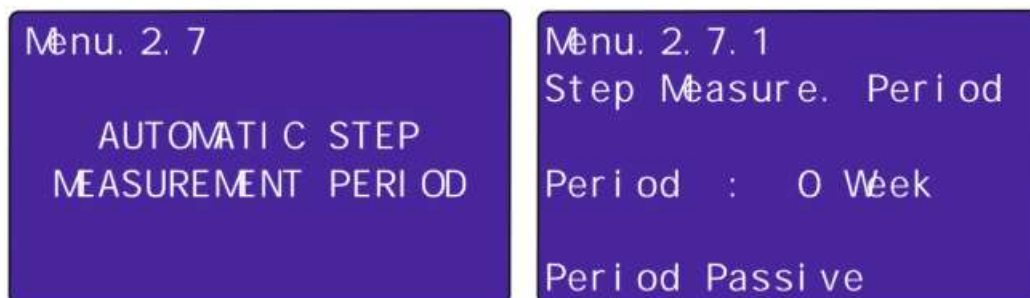 Menu.2.7
AUTOMATIC STEP
MEASUREMENT PERIOD
Menu.2.7.1
Step Measure. Period
Period : 0 Week
Period Passive